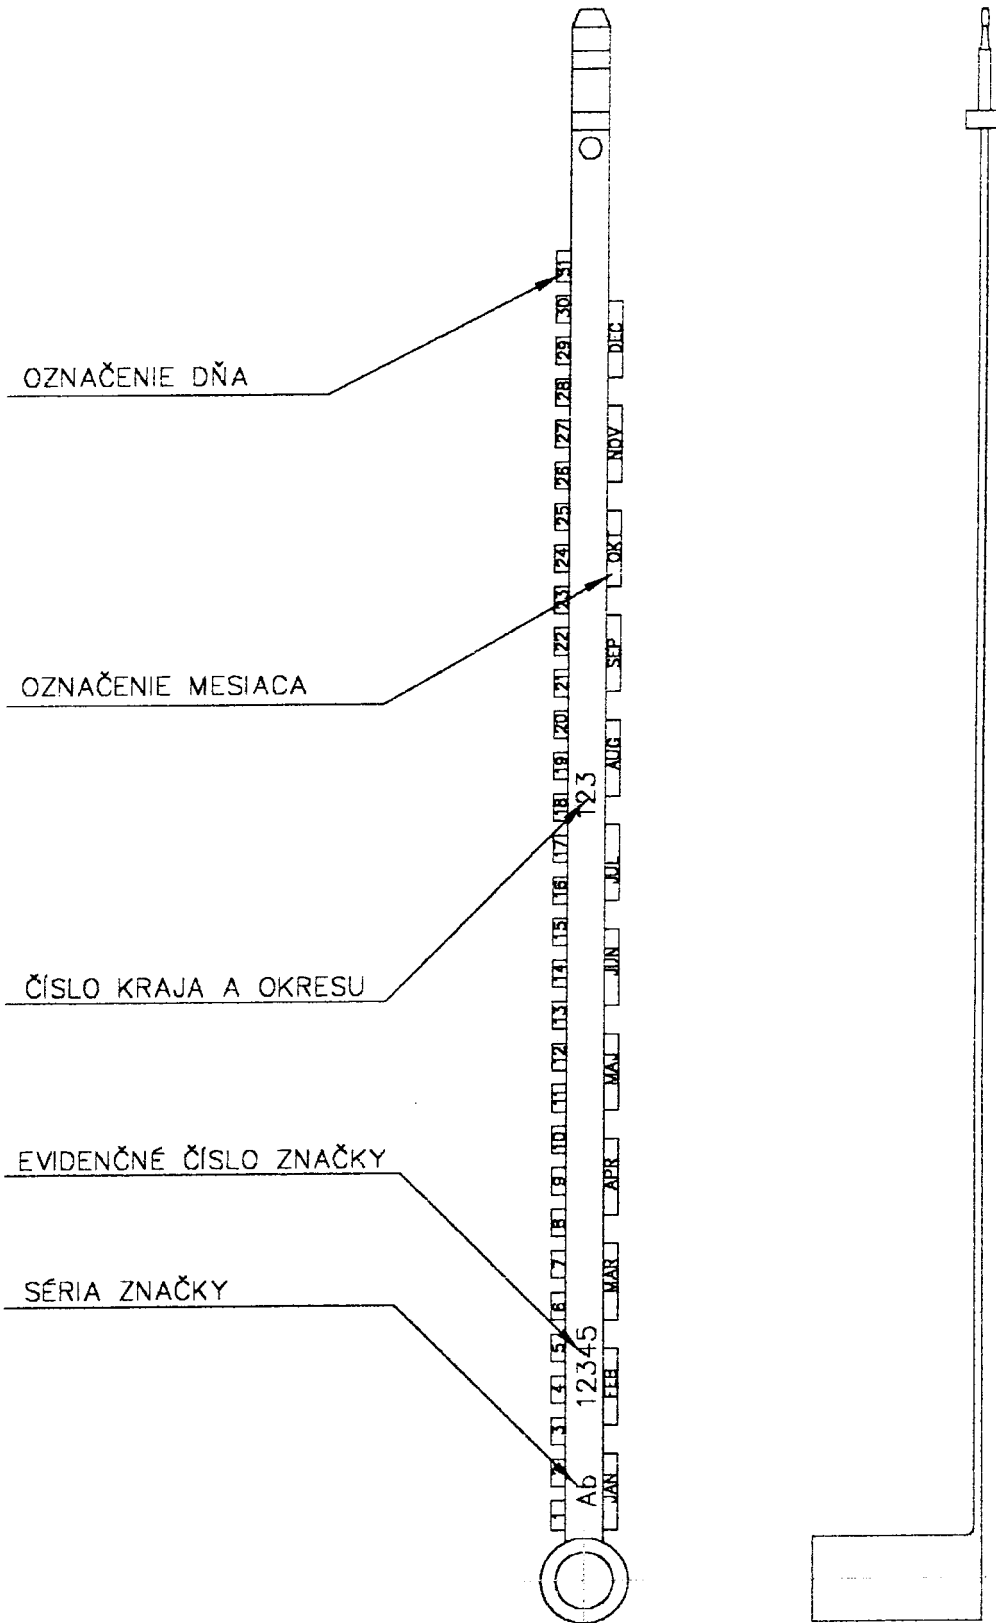 OZNAČENIE DŇA
OZNAČENIE MESIACA
ČÍSLO KRAJA A OKRESU
EVIDENČNÉ ČÍSLO ZNAČKY
SÉRIA ZNAČKY
1 2 3 4 5 6 7 8 9 10 11 12 13 14 15 16 17 18 19 20 21 22 23 24 25 26 27 28 29 30 31
Ab 12345 123
JAN FEB MAR APR MAJ JUN JUL AUG SEP OKT NOV DEC